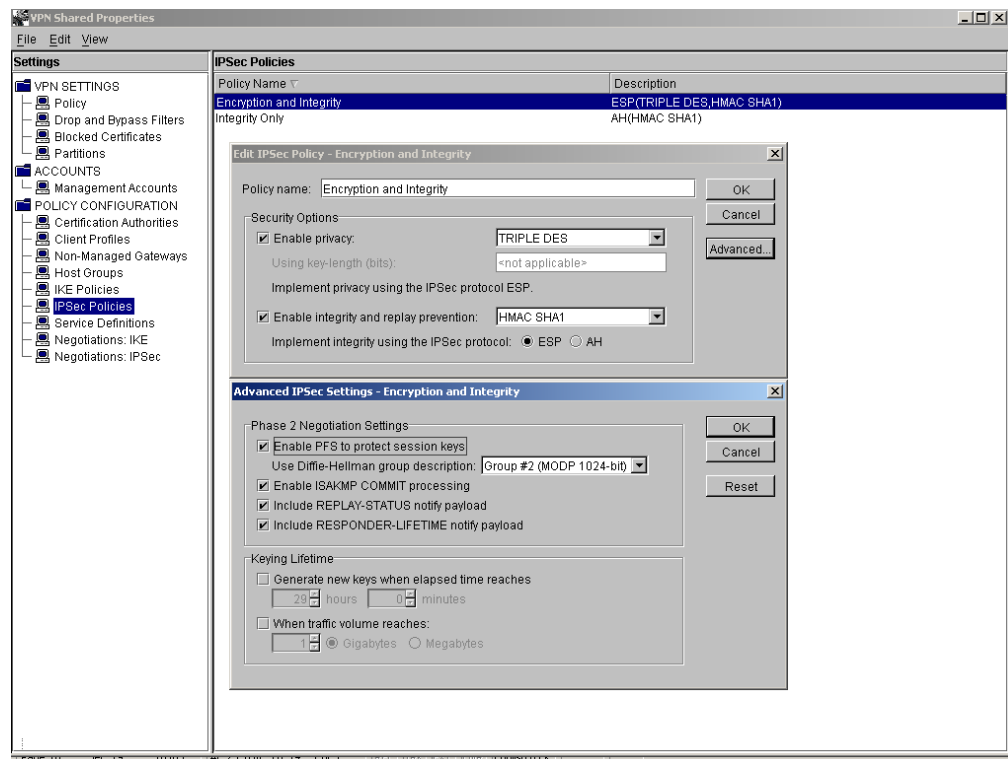 VPN Shared Properties
File Edit View
Settings
IPSec Policies
VPN SETTINGS
Policy
Drop and Bypass Filters
Blocked Certificates
Partitions
ACCOUNTS
Management Accounts
POLICY CONFIGURATION
Certification Authorities
Client Profiles
Non-Managed Gateways
Host Groups
IKE Policies
IPSec Policies
Service Definitions
Negotiations: IKE
Negotiations: IPSec
Policy Name Description
Encryption and Integrity ESP(TRIPLE DES,HMAC SHA1)
Integrity Only AH(HMAC SHA1)
Edit IPSec Policy - Encryption and Integrity
Policy name: Encryption and Integrity
OK
Cancel
Advanced...
Security Options
Enable privacy: TRIPLE DES
Using key-length (bits): <not applicable>
Implement privacy using the IPSec protocol ESP.
Enable integrity and replay prevention: HMAC SHA1
Implement integrity using the IPSec protocol: ESP AH
Advanced IPSec Settings - Encryption and Integrity
Phase 2 Negotiation Settings
Enable PFS to protect session keys
Use Diffie-Hellman group description: Group #2 (MODP 1024-bit)
Enable ISAKMP COMMIT processing
Include REPLAY-STATUS notify payload
Include RESPONDER-LIFETIME notify payload
OK
Cancel
Reset
Keying Lifetime
Generate new keys when elapsed time reaches
29 hours 0 minutes
When traffic volume reaches:
1 Gigabytes Megabytes